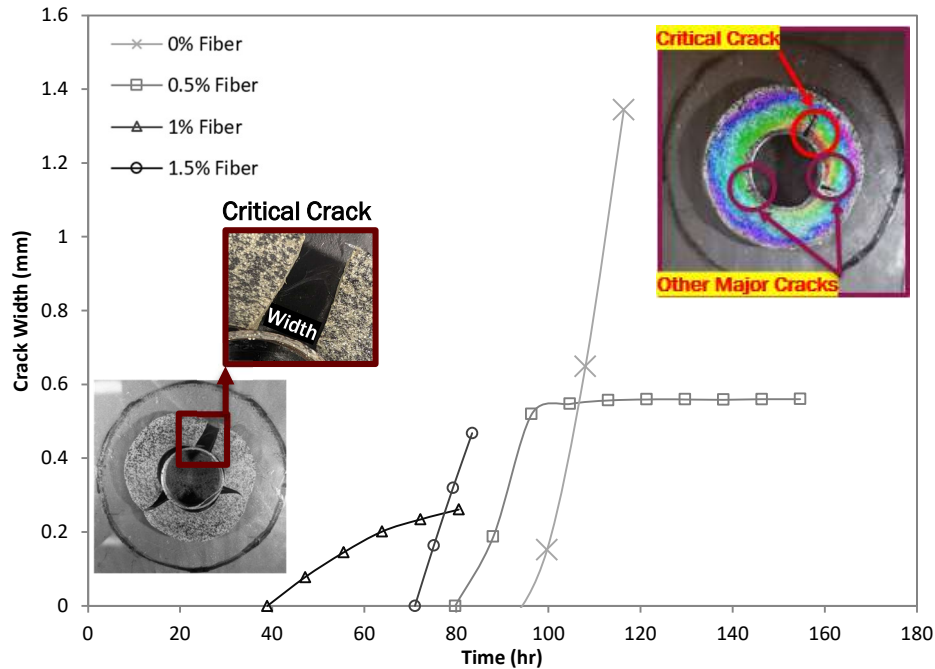 1.6
1.4
1.2
1
0.8
0.6
0.4
0.2
0
Crack Width (mm)
0% Fiber
0.5% Fiber
1% Fiber
1.5% Fiber
Critical Crack
Width
Critical Crack
Other Major Cracks
0 20 40 60 80 100 120 140 160 180
Time (hr)